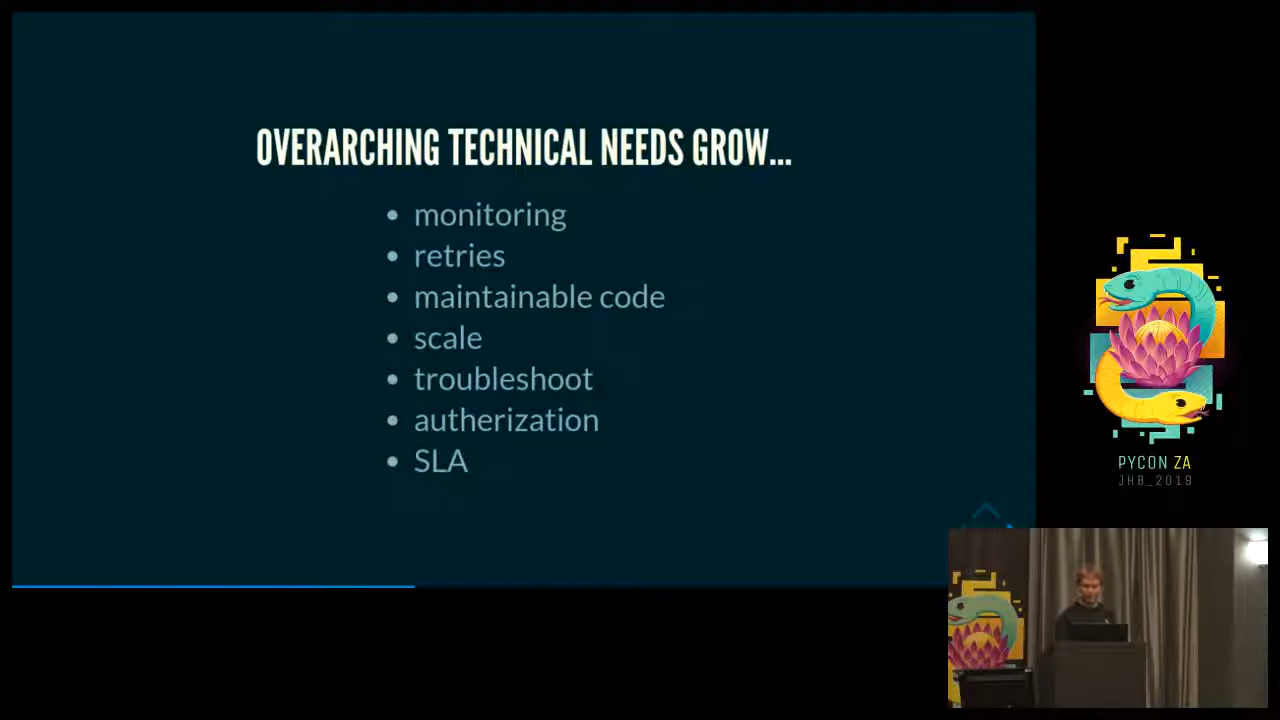 OVERARCHING TECHNICAL NEEDS GROW...
monitoring
retries
maintainable code
scale
troubleshoot
autherization
SLA
PYCON ZA
JHB_2019